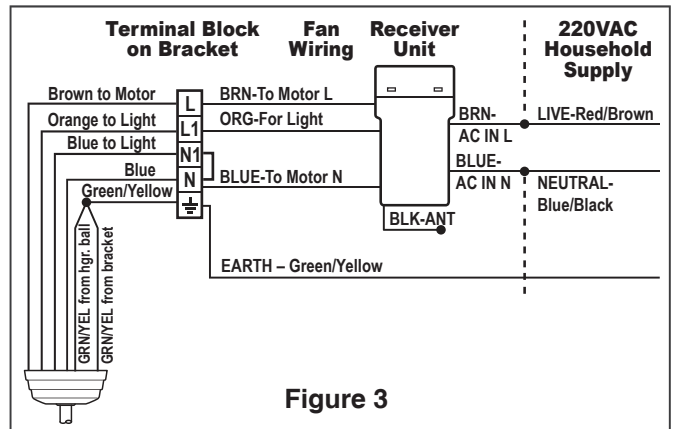 Terminal Block
on Bracket
Fan
Wiring
Receiver
Unit
220VAC
Household
Supply
Brown to Motor
L
BRN-To Motor L
Orange to Light
L1
ORG-For Light
Blue to Light
N1
Blue
N
BLUE-To Motor N
Green/Yellow
BRN-
AC IN L
LIVE-Red/Brown
BLUE-
AC IN N
NEUTRAL-
Blue/Black
BLK-ANT
EARTH – Green/Yellow
GRN/YEL from hgr. ball
GRN/YEL from bracket
Figure 3